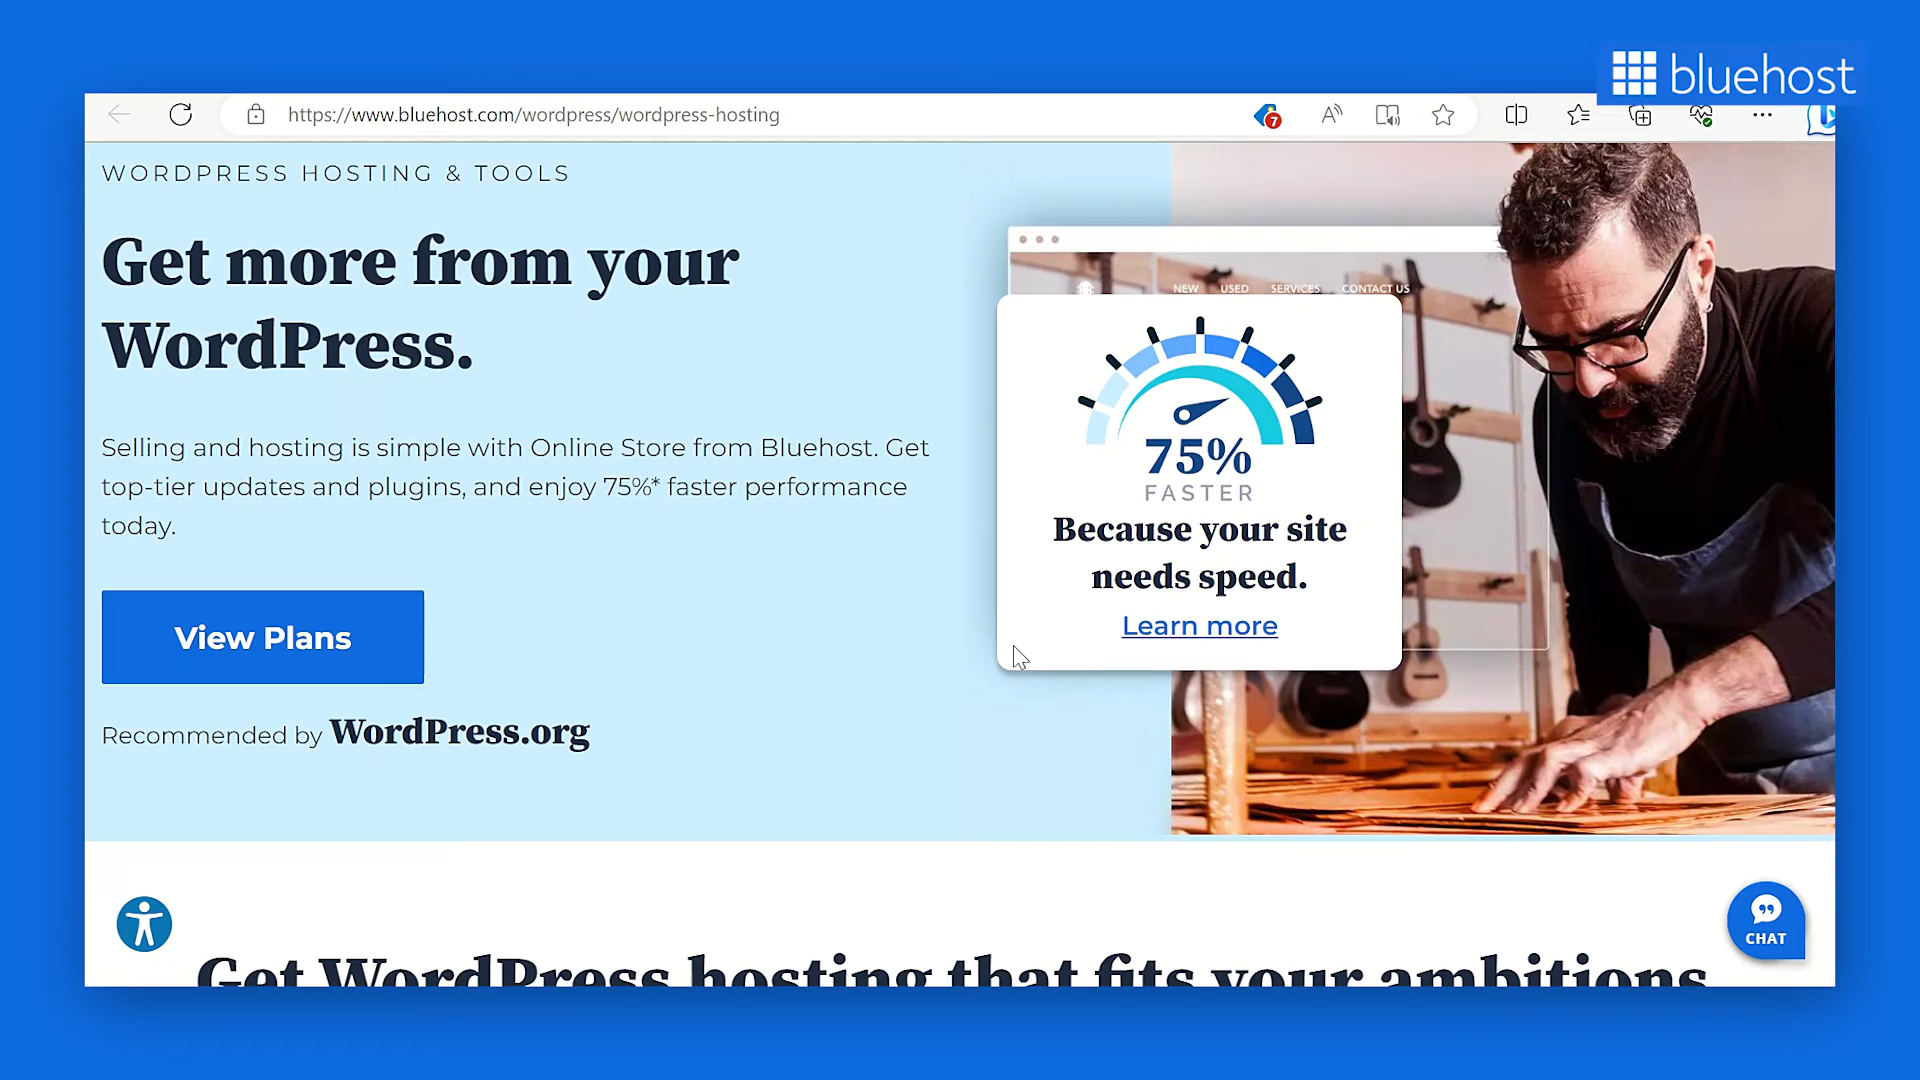 bluehost
https://www.bluehost.com/wordpress/wordpress-hosting
7
WORDPRESS HOSTING & TOOLS
Get more from your
WordPress.
Selling and hosting is simple with Online Store from Bluehost. Get
top-tier updates and plugins, and enjoy 75%* faster performance
today.
View Plans
Recommended by WordPress.org
NEW USED SERVICES CONTACT US
75%
FASTER
Because your site
needs speed.
Learn more
CHAT
Get WordPress hosting that fits your ambitions